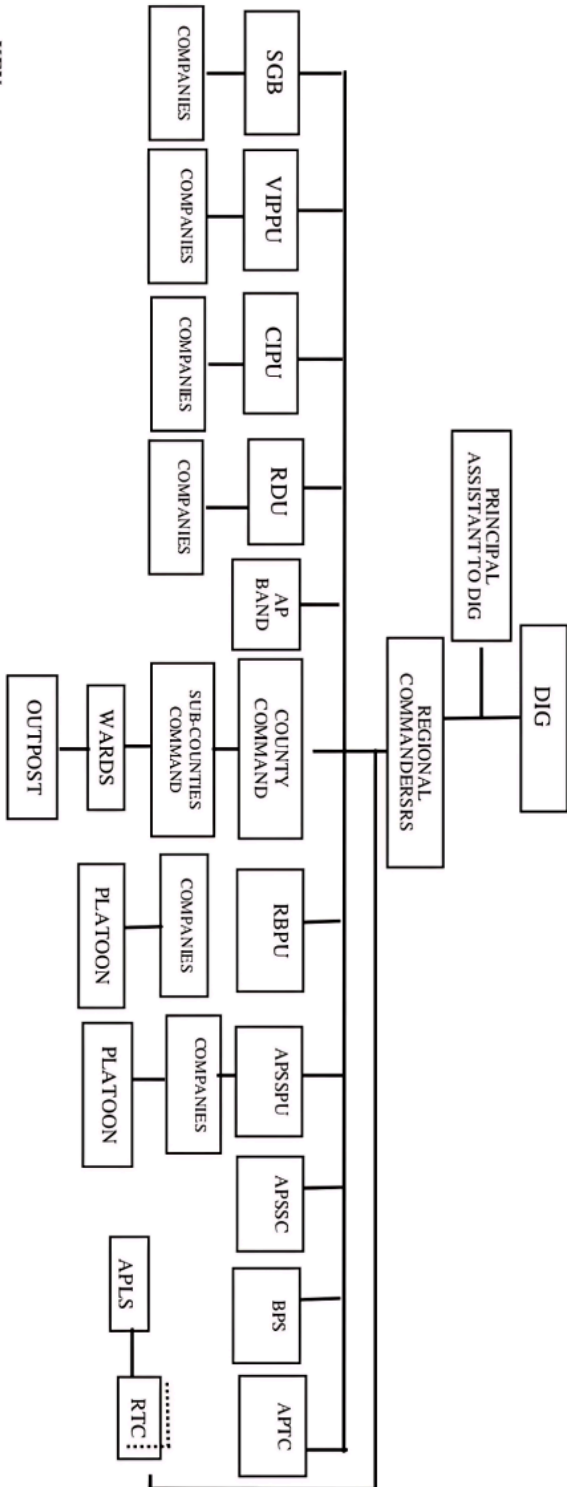 DIG
PRINCIPAL
ASSISTANT TO DIG
REGIONAL
COMMANDERSRS
SGB
VIPPU
CIPU
RDU
AP
BAND
COUNTY
COMMAND
RBPU
APSSPU
APSSC
BPS
APTC
COMPANIES
COMPANIES
COMPANIES
COMPANIES
SUB-COUNTIES
COMMAND
COMPANIES
COMPANIES
WARDS
PLATOON
PLATOON
APLS
RTC
OUTPOST